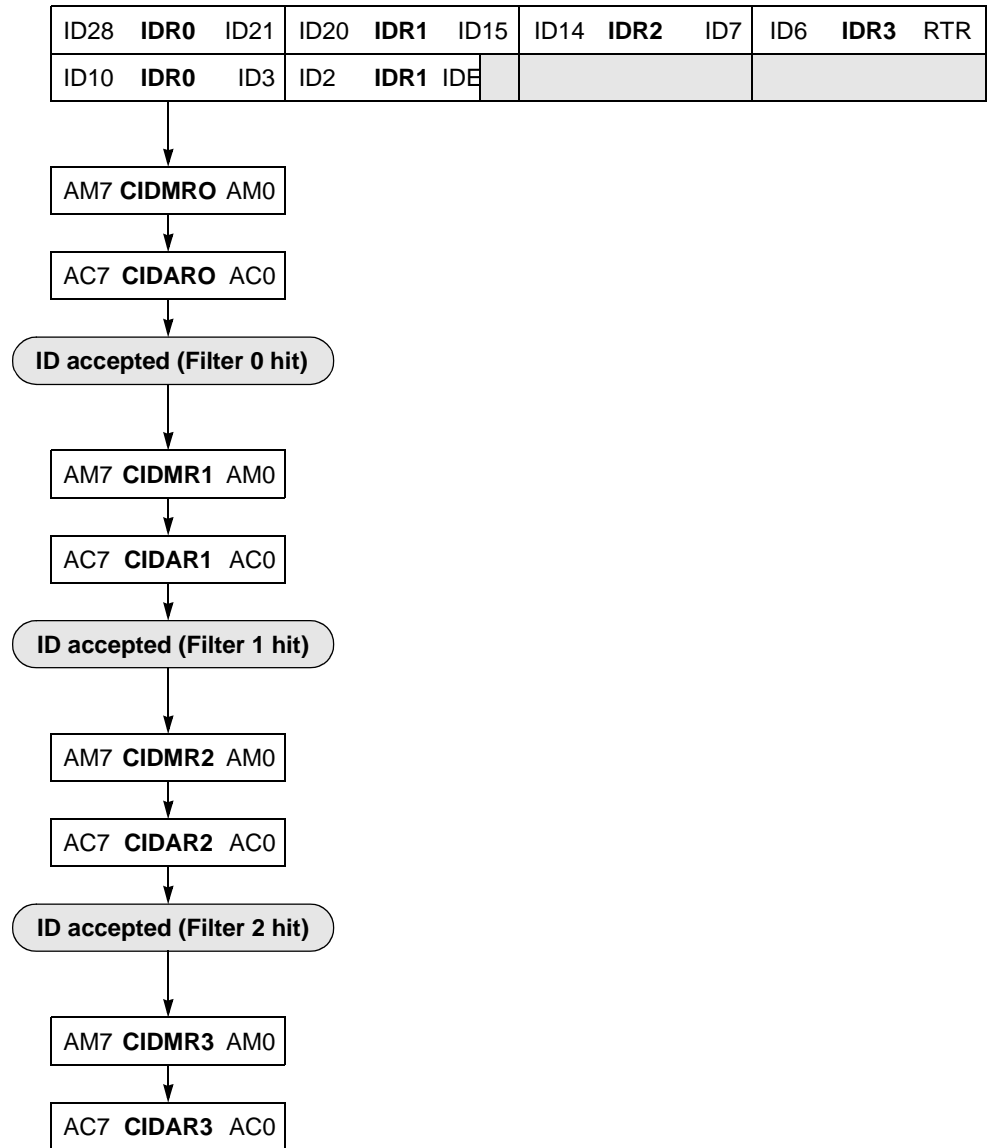 ID28 IDR0 ID21 ID20 IDR1 ID15 ID14 IDR2 ID7 ID6 IDR3 RTR
ID10 IDR0 ID3 ID2 IDR1 IDE
AM7 CIDMRO AM0
AC7 CIDARO AC0
ID accepted (Filter 0 hit)
AM7 CIDMR1 AM0
AC7 CIDAR1 AC0
ID accepted (Filter 1 hit)
AM7 CIDMR2 AM0
AC7 CIDAR2 AC0
ID accepted (Filter 2 hit)
AM7 CIDMR3 AM0
AC7 CIDAR3 AC0